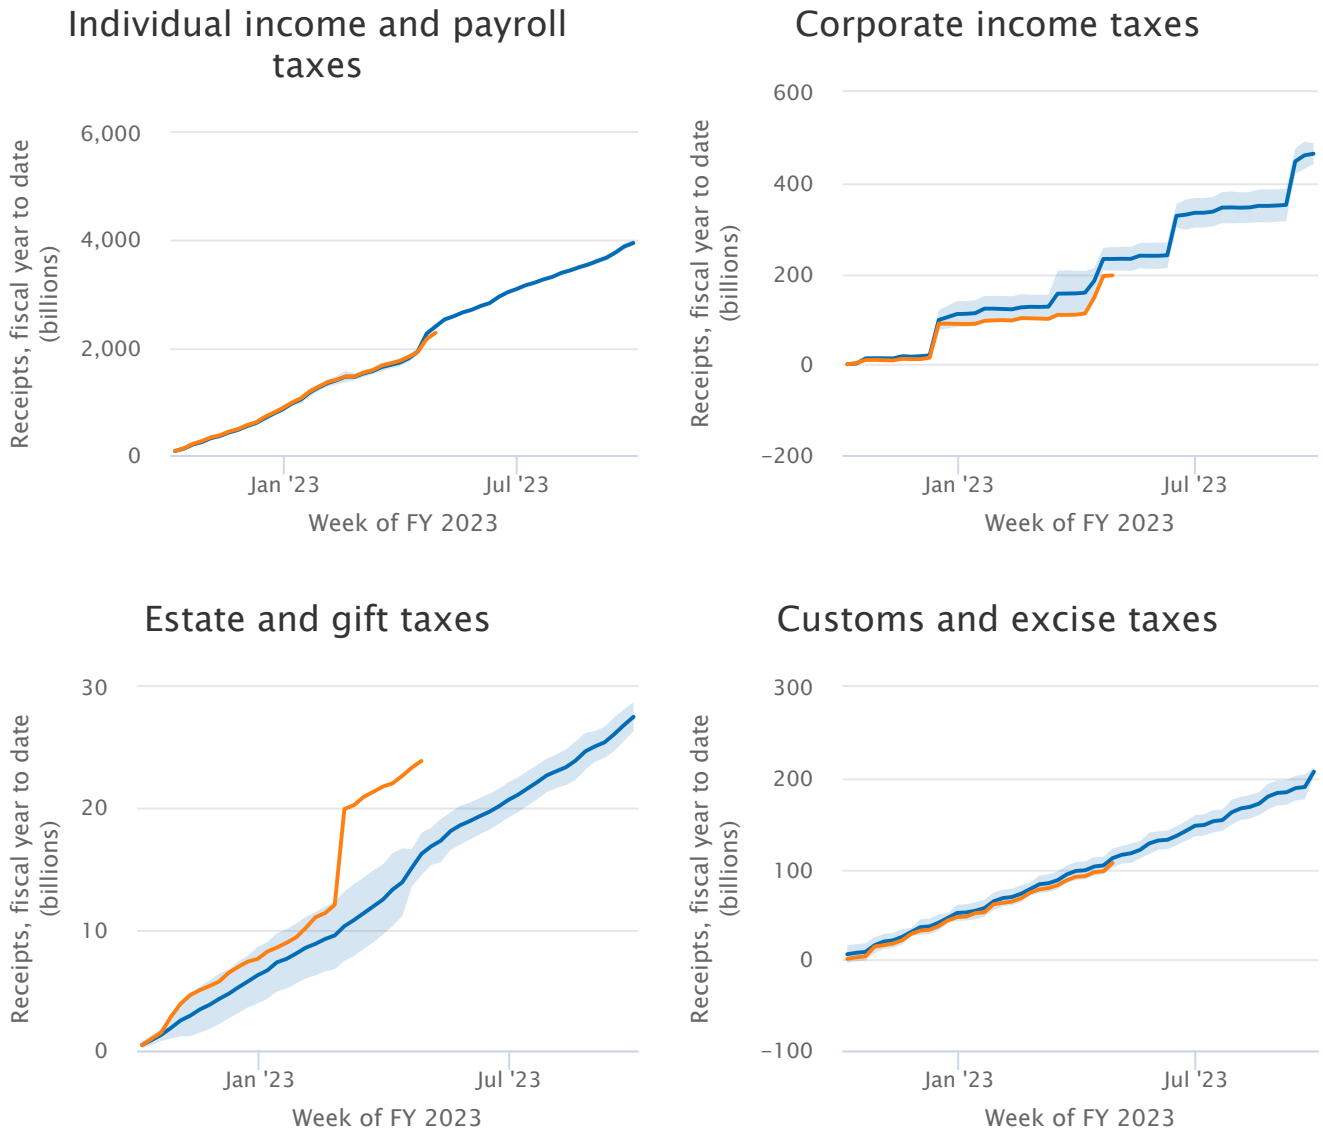 Individual income and payroll
taxes
Receipts, fiscal year to date
(billions)
6,000
4,000
2,000
0
Jan '23
Jul '23
Week of FY 2023
Corporate income taxes
Receipts, fiscal year to date
(billions)
600
400
200
0
−200
Jan '23
Jul '23
Week of FY 2023
Estate and gift taxes
Receipts, fiscal year to date
(billions)
30
20
10
0
Jan '23
Jul '23
Week of FY 2023
Customs and excise taxes
Receipts, fiscal year to date
(billions)
300
200
100
0
−100
Jan '23
Jul '23
Week of FY 2023